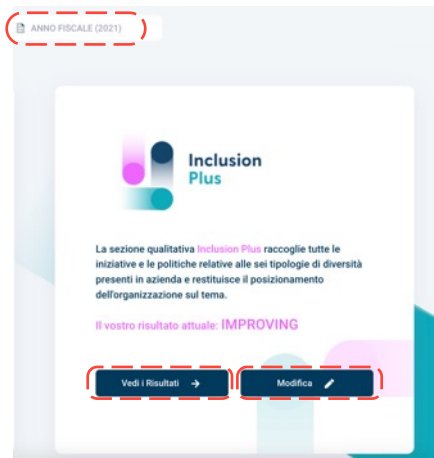 ANNO FISCALE (2021)
Inclusion
Plus
La sezione qualitativa Inclusion Plus raccoglie tutte le
iniziative e le politiche relative alle sei tipologie di diversità
presenti in azienda e restituisce il posizionamento
dell'organizzazione sul tema.
Il vostro risultato attuale: IMPROVING
Vedi i Risultati →
Modifica